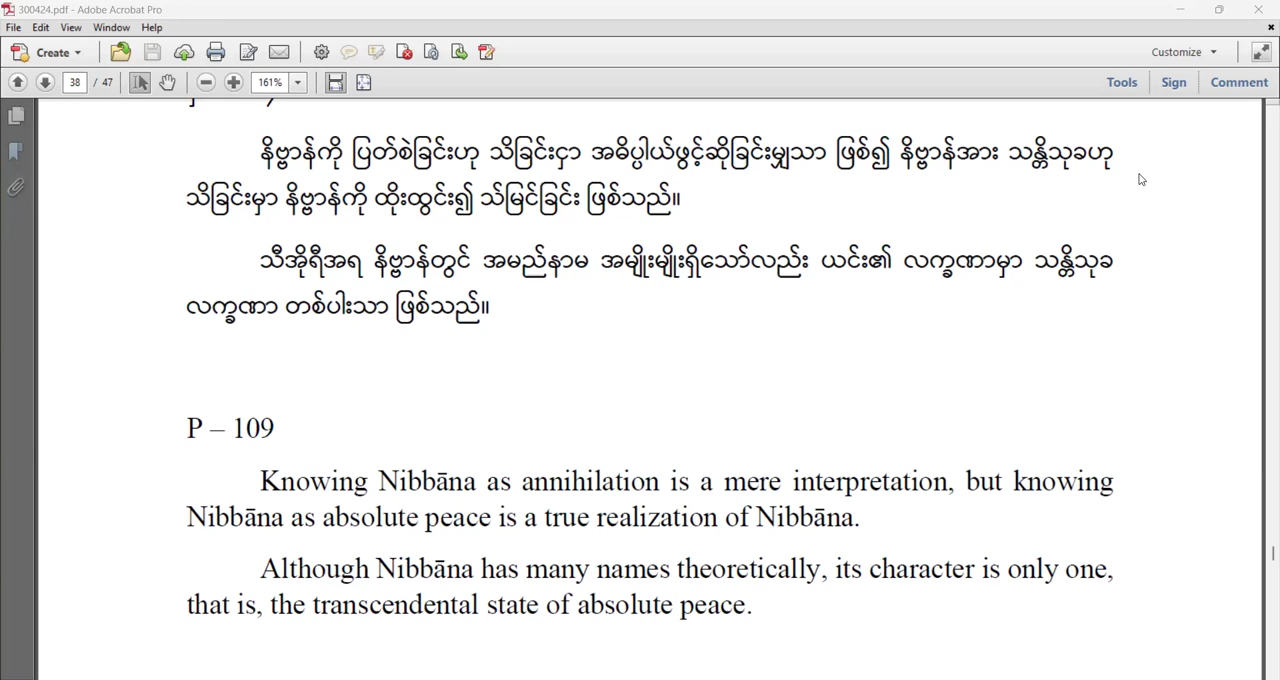 300424.pdf - Adobe Acrobat Pro
File Edit View Window Help
Create
Customize
38 / 47
161%
Tools Sign Comment
နိဗ္ဗာန်ကို ပြတ်စဲခြင်းဟု သိခြင်းငှာ အဓိပ္ပါယ်ဖွင့်ဆိုခြင်းမျှသာ ဖြစ်၍ နိဗ္ဗာန်အား သန္တိသုခဟု
သိခြင်းမှာ နိဗ္ဗာန်ကို ထိုးထွင်း၍ သ်မြင်ခြင်း ဖြစ်သည်။
သီအိုရီအရ နိဗ္ဗာန်တွင် အမည်နာမ အမျိုးမျိုးရှိသော်လည်း ယင်း၏ လက္ခဏာမှာ သန္တိသုခ
လက္ခဏာ တစ်ပါးသာ ဖြစ်သည်။
P – 109
Knowing Nibbāna as annihilation is a mere interpretation, but knowing
Nibbāna as absolute peace is a true realization of Nibbāna.
Although Nibbāna has many names theoretically, its character is only one,
that is, the transcendental state of absolute peace.